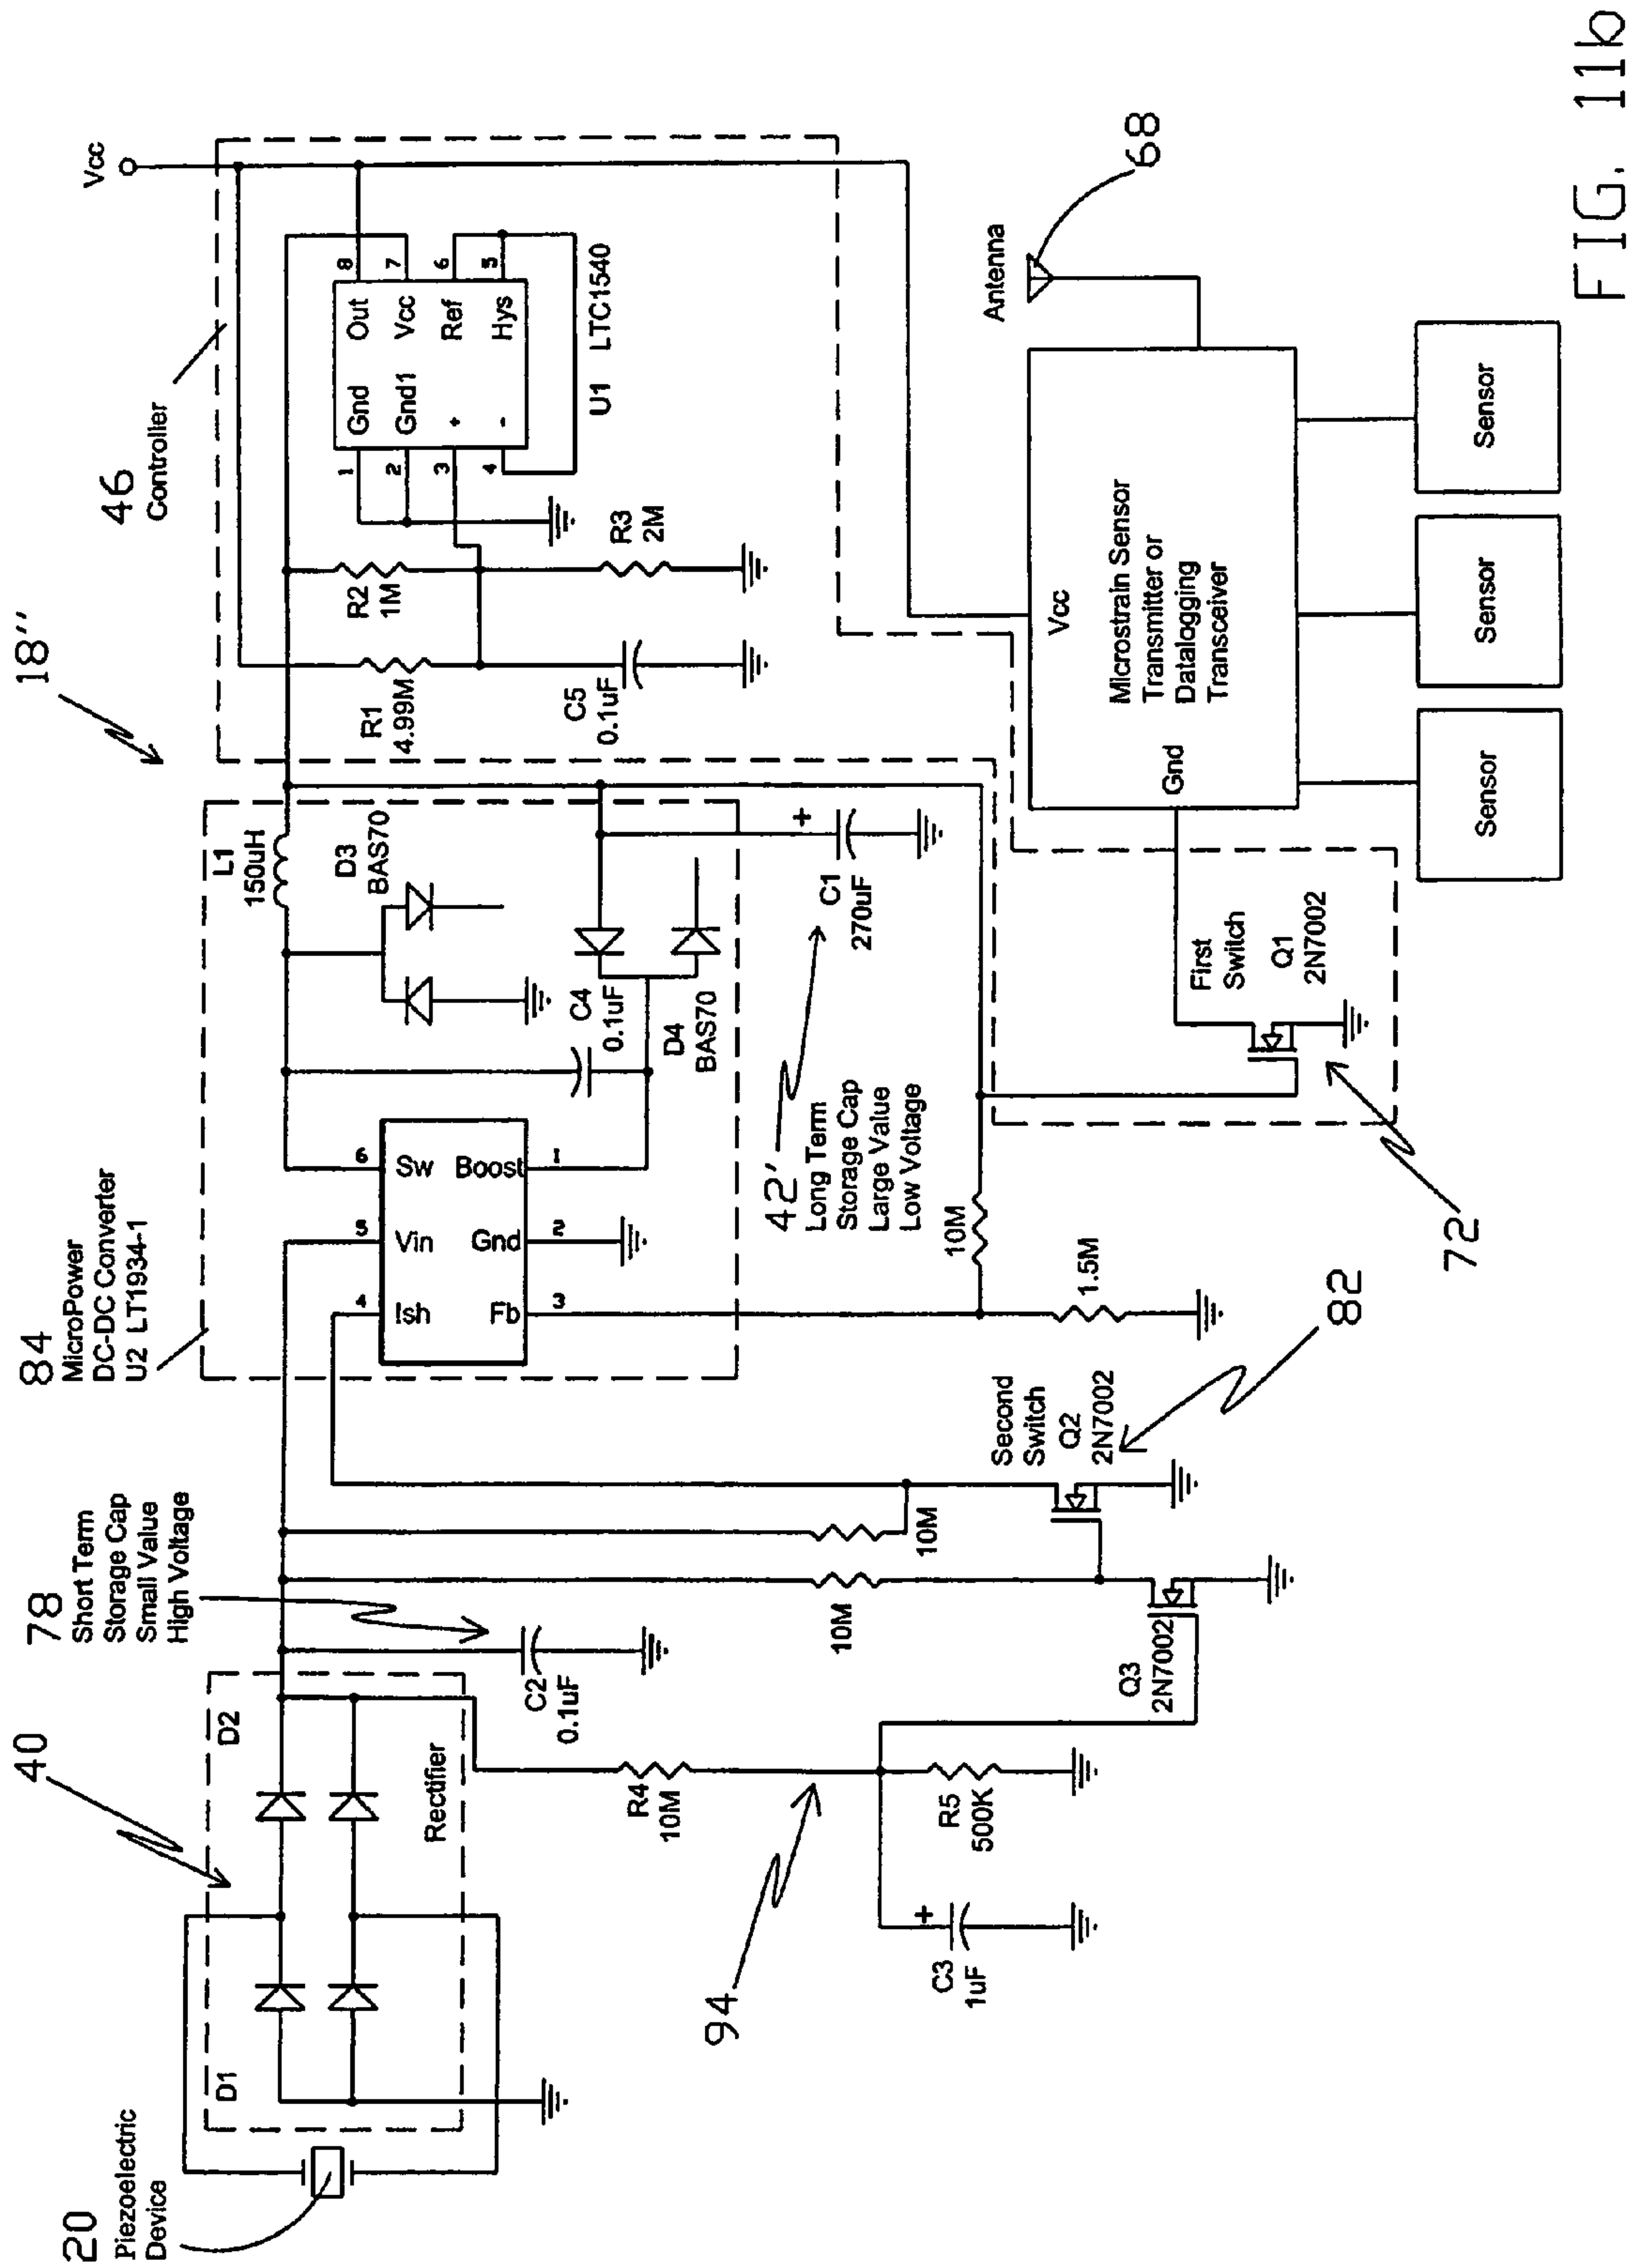 18''
20
Piezoelectric
Device
40
D1
D2
Rectifier
78
Short Term
Storage Cap
Small Value
High Voltage
C2
0.1uF
R4
10M
94
R5
500K
C3
1uF
Q3
2N7002
10M
10M
Second
Switch
Q2
2N7002
82
84
MicroPower
DC-DC Converter
U2 LT1934-1
4
5
6
Ish
Vin
Sw
Fb
Gnd
Boost
3
2
1
L1
150uH
D3
BAS70
C4
0.1uF
D4
BAS70
42'
Long Term
Storage Cap
Large Value
Low Voltage
+
C1
270uF
10M
1.5M
46
Controller
Vcc
R1
4.99M
R2
1M
C5
0.1uF
R3
2M
1
2
3
4
Gnd
Gnd1
+
-
Out
Vcc
Ref
Hys
8
7
6
5
U1 LTC1540
First
Switch
Q1
2N7002
72
Gnd
Vcc
Microstrain Sensor
Transmitter or
Datalogging
Transceiver
Antenna
68
Sensor
Sensor
Sensor
+
FIG. 11b